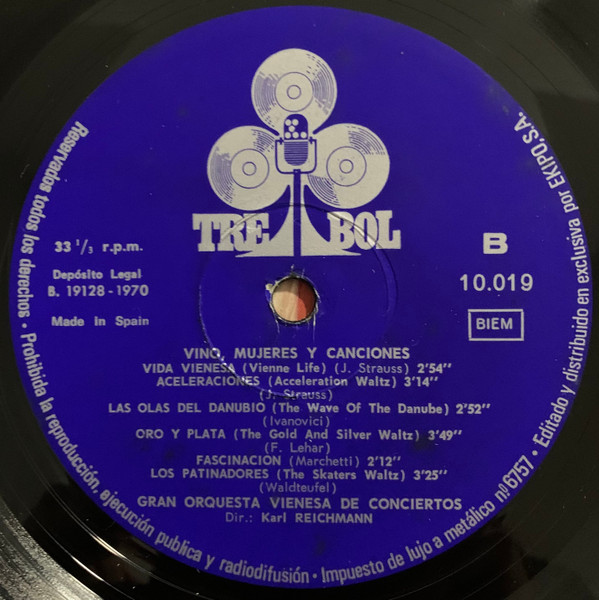 TREBOL
33 1/3 r.p.m.
Depósito Legal
B. 19128-1970
Made In Spain
B
10.019
BIEM
VINO, MUJERES Y CANCIONES
VIDA VIENESA (Vienne Life) (J. Strauss) 2'54''
ACELERACIONES (Acceleration Waltz) 3'14''
(J. Strauss)
LAS OLAS DEL DANUBIO (The Wave Of The Danube) 2'52''
(Ivanovici)
ORO Y PLATA (The Gold And Silver Waltz) 3'49''
(F. Lehar)
FASCINACION (Marchetti) 2'12''
LOS PATINADORES (The Skaters Waltz) 3'25''
(Waldteufel)
GRAN ORQUESTA VIENESA DE CONCIERTOS
Dir.: Karl REICHMANN
Reservados todos los derechos • Prohibida la reproducción, ejecución publica y radiodifusión • Impuesto de lujo a metálico nº 6757 • Editado y distribuido en exclusiva por EKIPO, S.A.